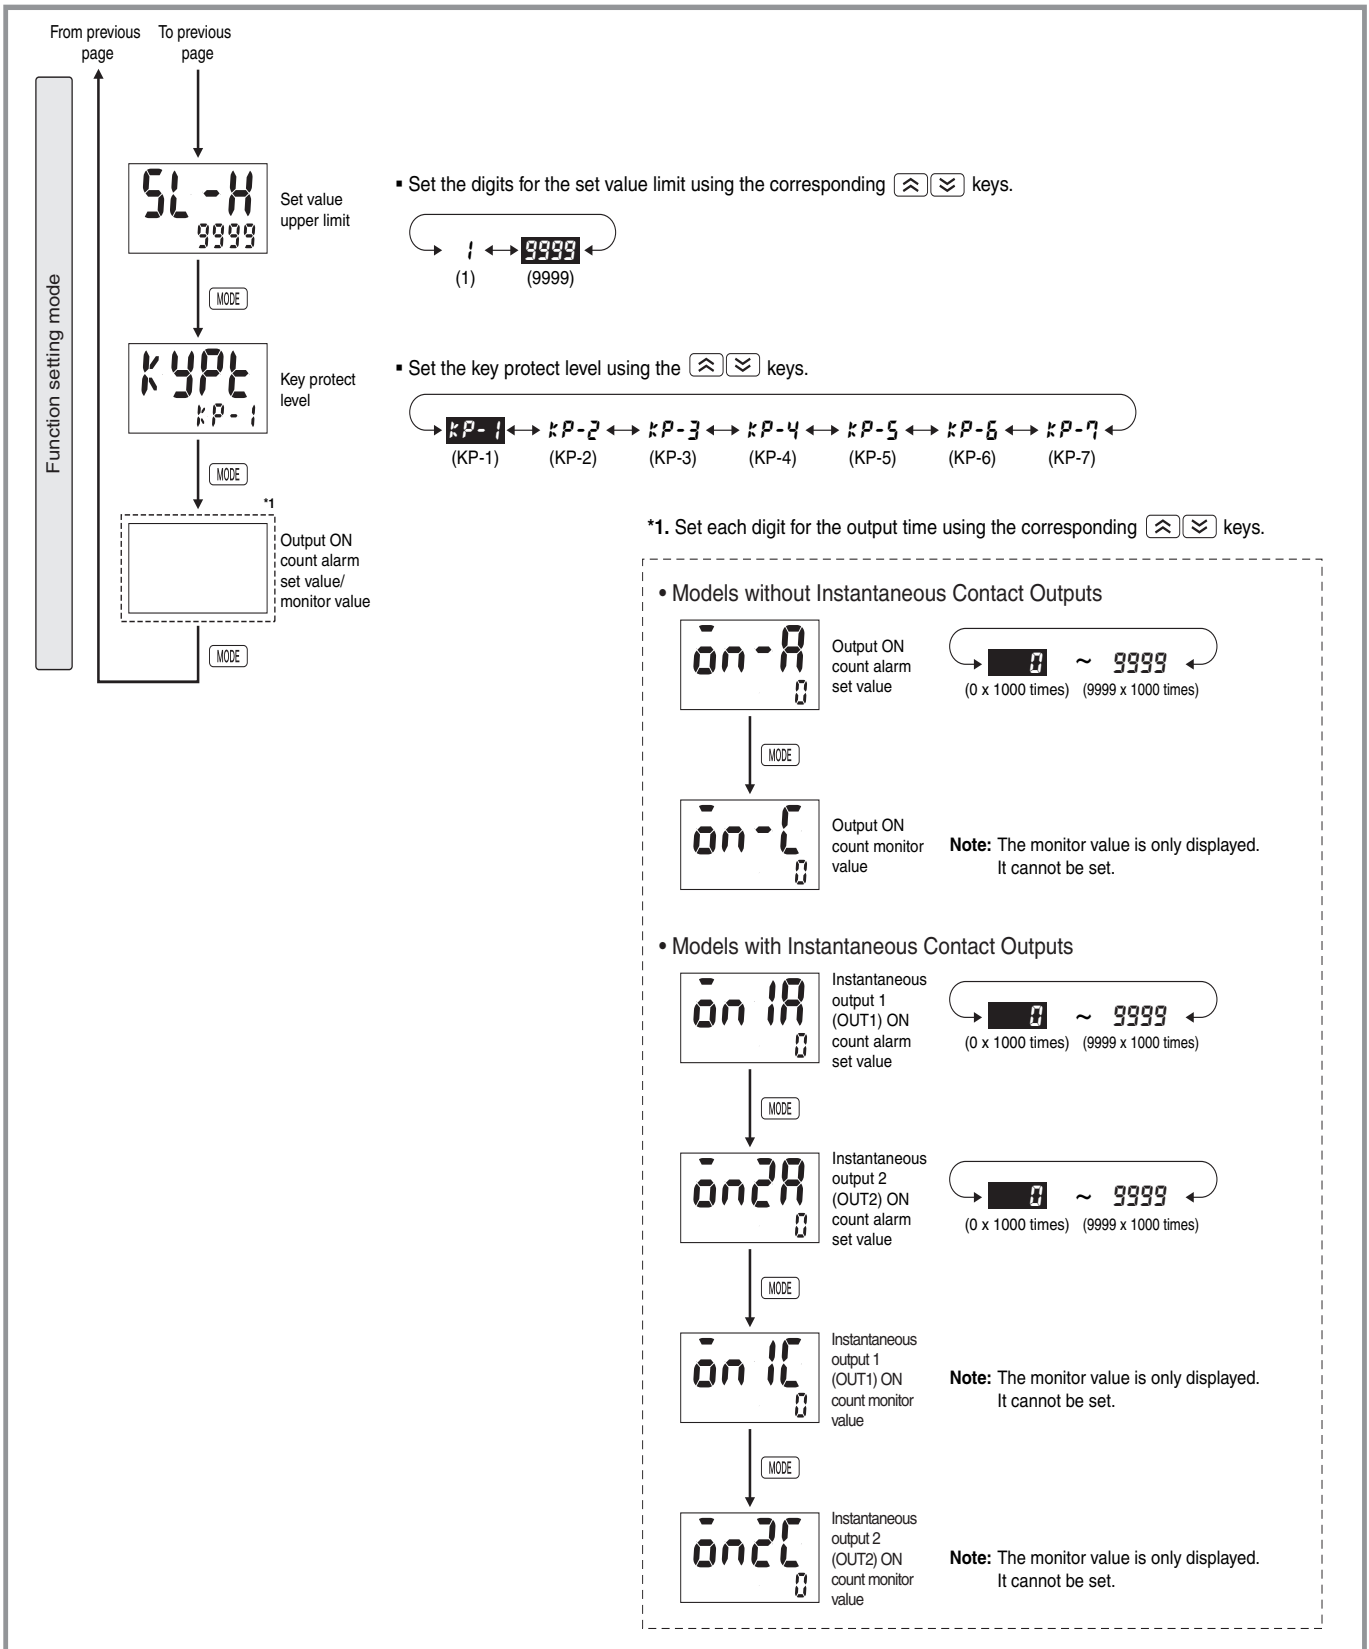 From previous page
To previous page
Function setting mode
SL-H
9999
Set value
upper limit
▪ Set the digits for the set value limit using the corresponding keys.
1 9999
(1) (9999)
MODE
KYPt
KP-1
Key protect
level
▪ Set the key protect level using the keys.
KP-1 KP-2 KP-3 KP-4 KP-5 KP-6 KP-7
(KP-1) (KP-2) (KP-3) (KP-4) (KP-5) (KP-6) (KP-7)
MODE
*1
Output ON
count alarm
set value/
monitor value
MODE
*1. Set each digit for the output time using the corresponding keys.
• Models without Instantaneous Contact Outputs
on-A
0
Output ON
count alarm
set value
0 ~ 9999
(0 x 1000 times) (9999 x 1000 times)
MODE
on-C
0
Output ON
count monitor
value
Note: The monitor value is only displayed.
It cannot be set.
• Models with Instantaneous Contact Outputs
on1A
0
Instantaneous
output 1
(OUT1) ON
count alarm
set value
0 ~ 9999
(0 x 1000 times) (9999 x 1000 times)
MODE
on2A
0
Instantaneous
output 2
(OUT2) ON
count alarm
set value
0 ~ 9999
(0 x 1000 times) (9999 x 1000 times)
MODE
on1C
0
Instantaneous
output 1
(OUT1) ON
count monitor
value
Note: The monitor value is only displayed.
It cannot be set.
MODE
on2C
0
Instantaneous
output 2
(OUT2) ON
count monitor
value
Note: The monitor value is only displayed.
It cannot be set.